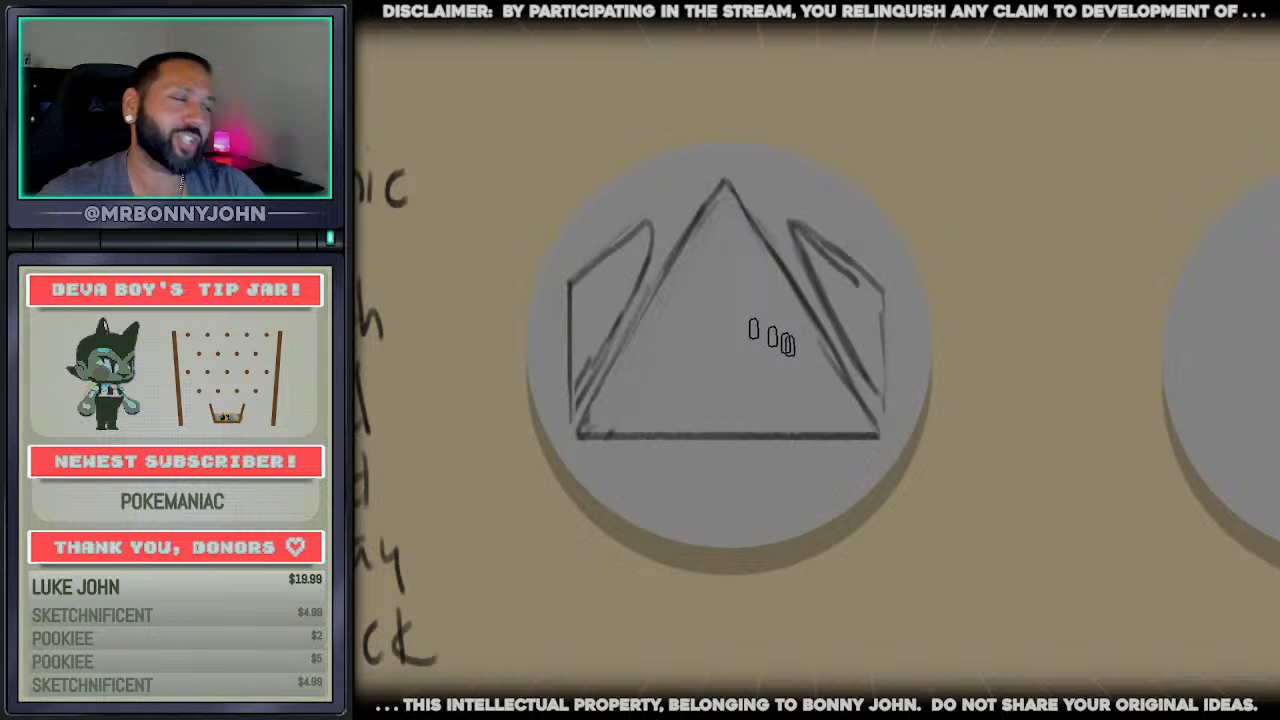 DISCLAIMER: BY PARTICIPATING IN THE STREAM, YOU RELINQUISH ANY CLAIM TO DEVELOPMENT OF . . .
@MRBONNYJOHN
BEVA BOY'S TIP JAR!
NEWEST SUBSCRIBER!
POKEMANIAC
THANK YOU, DONORS
LUKE JOHN $19.99
SKETCHNIFICENT $4.99
POOKIEE $2
POOKIEE $5
SKETCHNIFICENT $4.99
. . . THIS INTELLECTUAL PROPERTY, BELONGING TO BONNY JOHN. DO NOT SHARE YOUR ORIGINAL IDEAS.